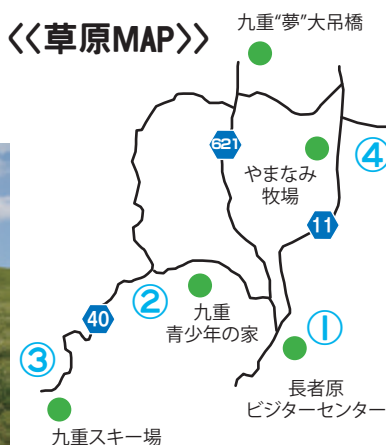 〈〈草原MAP〉〉
九重“夢”大吊橋
621
やまなみ
牧場
④
11
40
②
九重
青少年の家
①
③
長者原
ビジターセンター
九重スキー場